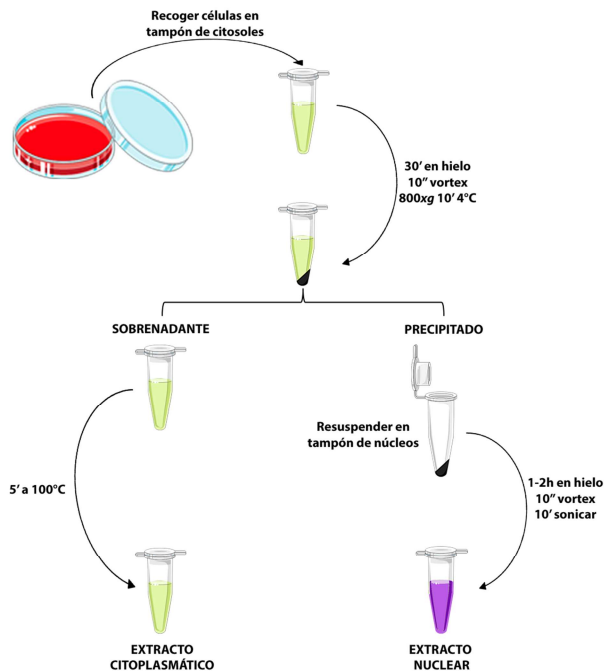 Recoger células en
tampón de citosoles
30’ en hielo
10’’ vortex
800xg 10’ 4°C
SOBRENADANTE
PRECIPITADO
Resuspender en
tampón de núcleos
5’ a 100°C
1-2h en hielo
10’’ vortex
10’ sonicar
EXTRACTO
CITOPLASMÁTICO
EXTRACTO
NUCLEAR